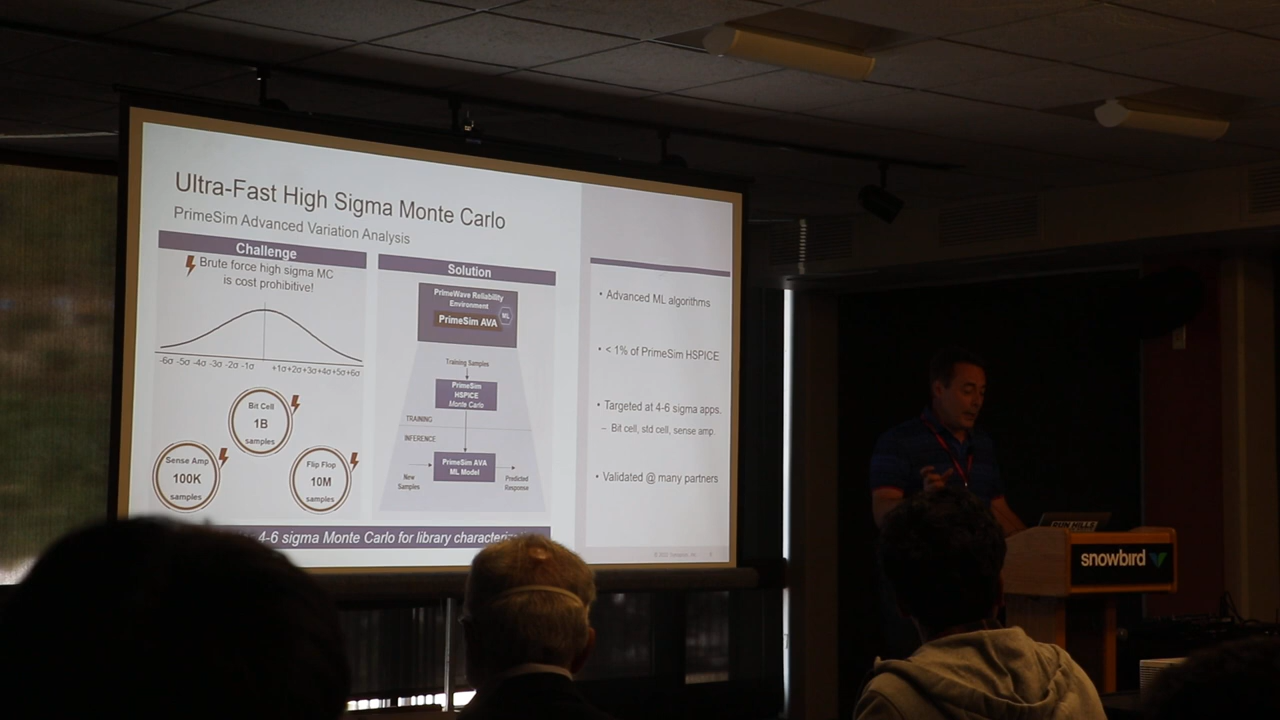 Ultra-Fast High Sigma Monte Carlo
PrimeSim Advanced Variation Analysis
Challenge
Brute force high sigma MC
is cost prohibitive!
-6σ -5σ -4σ -3σ -2σ -1σ +1σ+2σ+3σ+4σ+5σ+6σ
Bit Cell
1B
samples
Sense Amp
100K
samples
Flip Flop
10M
samples
Solution
PrimeWave Reliability
Environment
PrimeSim AVA
ML
Training Samples
PrimeSim
HSPICE
Monte Carlo
TRAINING
INFERENCE
PrimeSim AVA
ML Model
New
Samples
Predicted
Response
4-6 sigma Monte Carlo for library
• Advanced ML algorithms
• < 1% of PrimeSim HSPICE
• Targeted at 4-6 sigma apps.
– Bit cell, std cell, sense amp.
• Validated @ many partners
RUN HILLS
snowbird